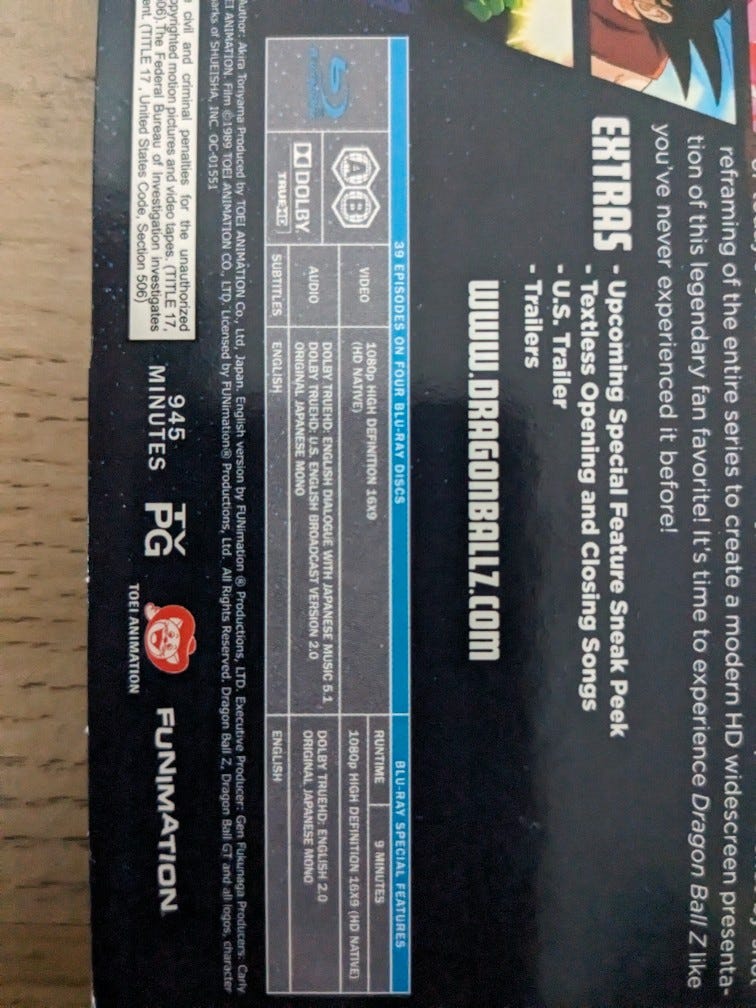 reframing of the entire series to create a modern HD widescreen presenta-
tion of this legendary fan favorite! It's time to experience Dragon Ball Z like
you've never experienced it before!
EXTRAS
- Upcoming Special Feature Sneak Peek
- Textless Opening and Closing Songs
- U.S. Trailer
- Trailers
WWW.DRAGONBALLZ.COM
39 EPISODES ON FOUR BLU-RAY DISCS
BLU-RAY SPECIAL FEATURES
A B
DOLBY
TRUEHD
RUNTIME
9 MINUTES
VIDEO
1080p HIGH DEFINITION 16X9
(HD NATIVE)
1080p HIGH DEFINITION 16X9 (HD NATIVE)
AUDIO
DOLBY TRUEHD: ENGLISH DIALOGUE WITH JAPANESE MUSIC 5.1
DOLBY TRUEHD: U.S. ENGLISH BROADCAST VERSION 2.0
ORIGINAL JAPANESE MONO
DOLBY TRUEHD: ENGLISH 2.0
ORIGINAL JAPANESE MONO
SUBTITLES
ENGLISH
ENGLISH
Author: Akira Toriyama Produced by TOEI ANIMATION Co., Ltd. Japan. English version by FUNimation ® Productions, LTD. Executive Producer: Gen Fukunaga Producers: Carly
EI ANIMATION. Film ©1989 TOEI ANIMATION CO., LTD. Licensed by FUNimation® Productions, Ltd. All Rights Reserved. Dragon Ball Z, Dragon Ball GT and all logos, character
arks of SHUEISHA, INC. OC-01551
civil and criminal penalties for the unauthorized
opyrighted motion pictures and video tapes. (TITLE 17,
06). The Federal Bureau of Investigation investigates
ent. (TITLE 17, United States Code, Section 506)
945
MINUTES
TV
PG
TOEI ANIMATION
FUNIMATION